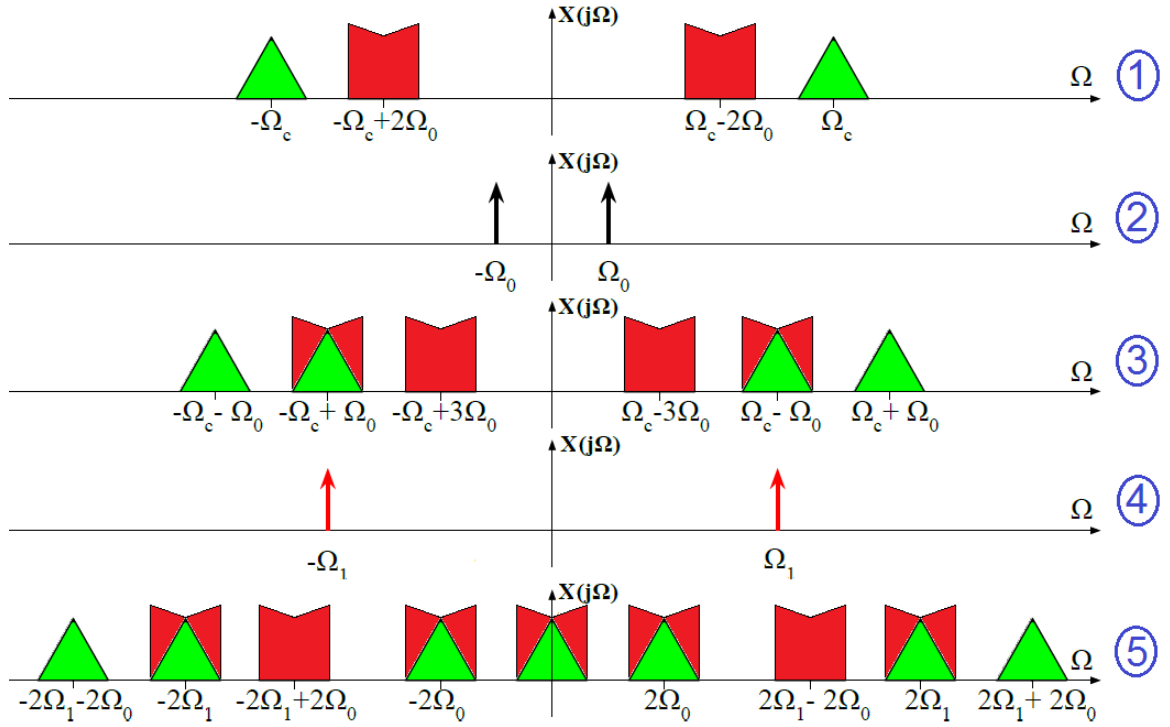 X(jΩ)
Ω
1
-Ωc -Ωc+2Ω0 Ωc-2Ω0 Ωc
X(jΩ)
Ω
2
-Ω0 Ω0
X(jΩ)
Ω
3
-Ωc- Ω0 -Ωc+ Ω0 -Ωc+3Ω0 Ωc-3Ω0 Ωc- Ω0 Ωc+ Ω0
X(jΩ)
Ω
4
-Ω1 Ω1
X(jΩ)
Ω
5
-2Ω1-2Ω0 -2Ω1 -2Ω1+2Ω0 -2Ω0 2Ω0 2Ω1- 2Ω0 2Ω1 2Ω1+ 2Ω0